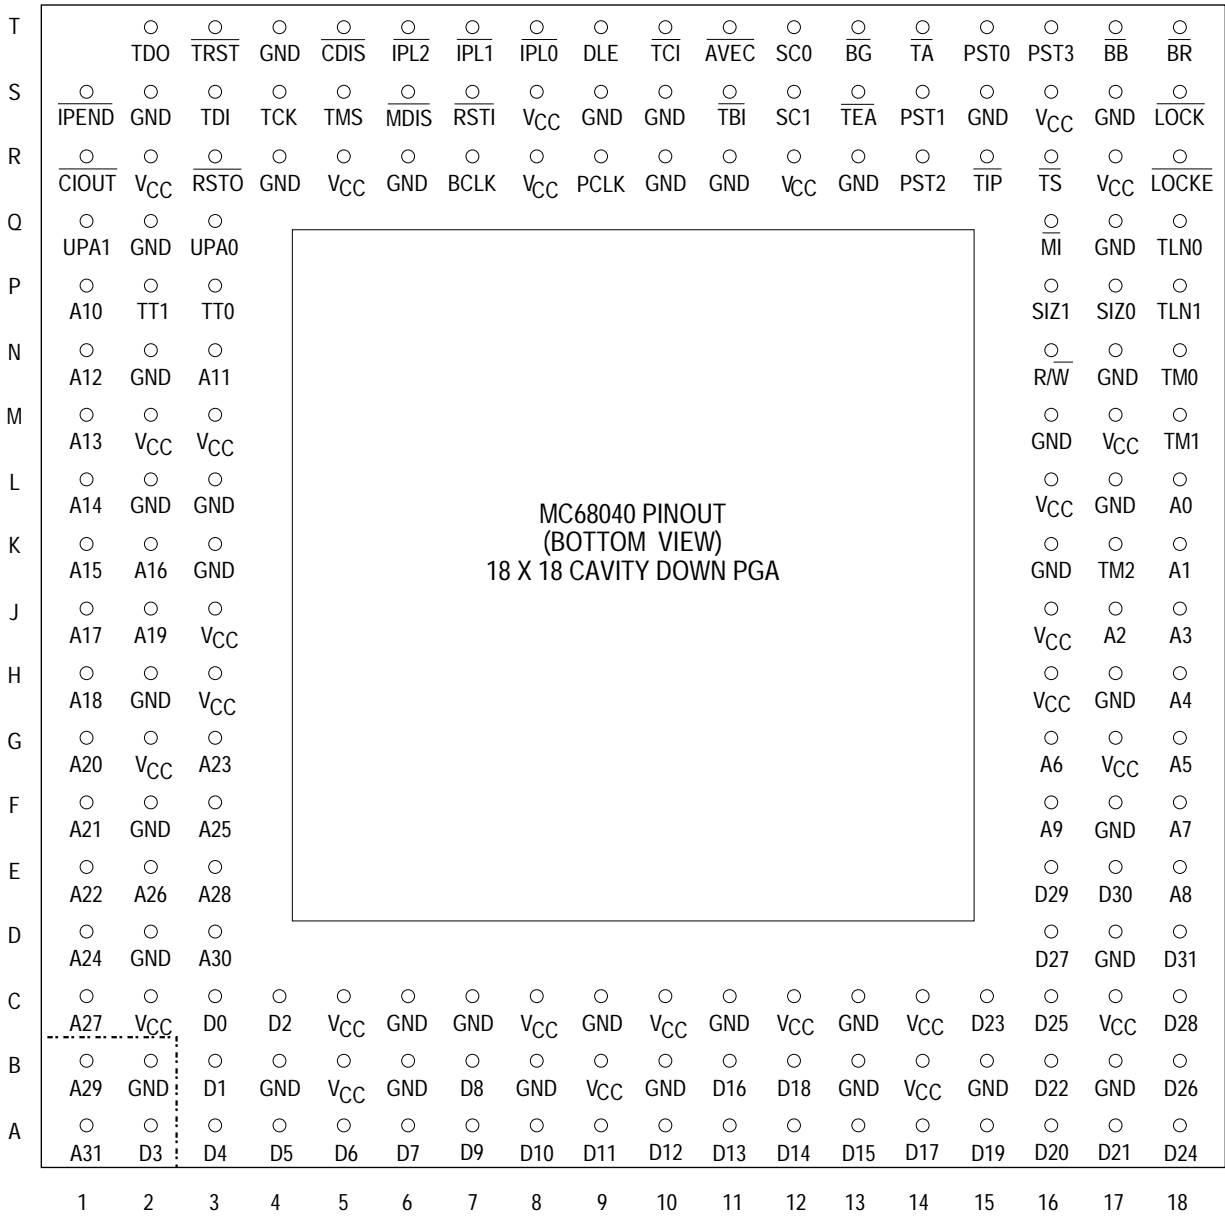 T
TDO TRST GND CDIS IPL2 IPL1 IPL0 DLE TCI AVEC SC0 BG TA PST0 PST3 BB BR
S
IPEND GND TDI TCK TMS MDIS RSTI VCC GND GND TBI SC1 TEA PST1 GND VCC GND LOCK
R
CIOUT VCC RSTO GND VCC GND BCLK VCC PCLK GND GND VCC GND PST2 TIP TS VCC LOCKE
Q
UPA1 GND UPA0 MI GND TLN0
P
A10 TT1 TT0 SIZ1 SIZ0 TLN1
N
A12 GND A11 R/W GND TM0
M
A13 VCC VCC GND VCC TM1
L
A14 GND GND VCC GND A0
MC68040 PINOUT
(BOTTOM VIEW)
18 X 18 CAVITY DOWN PGA
K
A15 A16 GND GND TM2 A1
J
A17 A19 VCC VCC A2 A3
H
A18 GND VCC VCC GND A4
G
A20 VCC A23 A6 VCC A5
F
A21 GND A25 A9 GND A7
E
A22 A26 A28 D29 D30 A8
D
A24 GND A30 D27 GND D31
C
A27 VCC D0 D2 VCC GND GND VCC GND VCC GND VCC GND VCC D23 D25 VCC D28
B
A29 GND D1 GND VCC GND D8 GND VCC GND D16 D18 GND VCC GND D22 GND D26
A
A31 D3 D4 D5 D6 D7 D9 D10 D11 D12 D13 D14 D15 D17 D19 D20 D21 D24
1 2 3 4 5 6 7 8 9 10 11 12 13 14 15 16 17 18